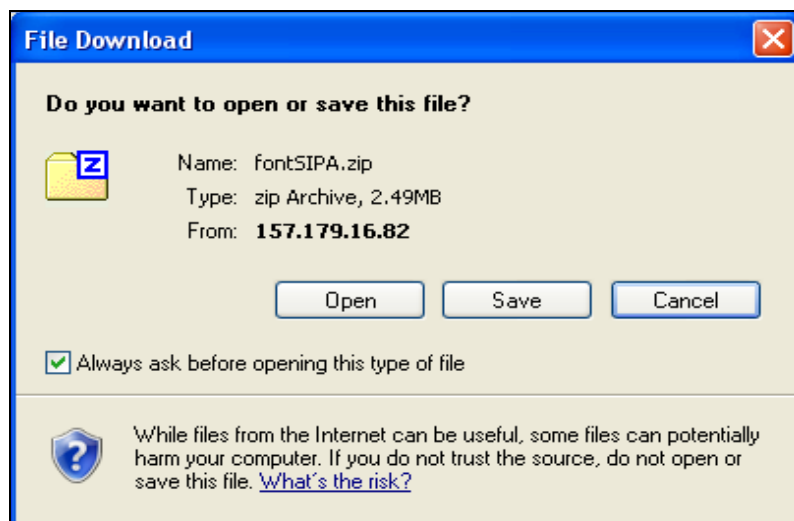 File Download
Do you want to open or save this file?
Z
Name: fontSIPA.zip
Type: zip Archive, 2.49MB
From: 157.179.16.82
Open Save Cancel
Always ask before opening this type of file
While files from the Internet can be useful, some files can potentially
harm your computer. If you do not trust the source, do not open or
save this file. What's the risk?